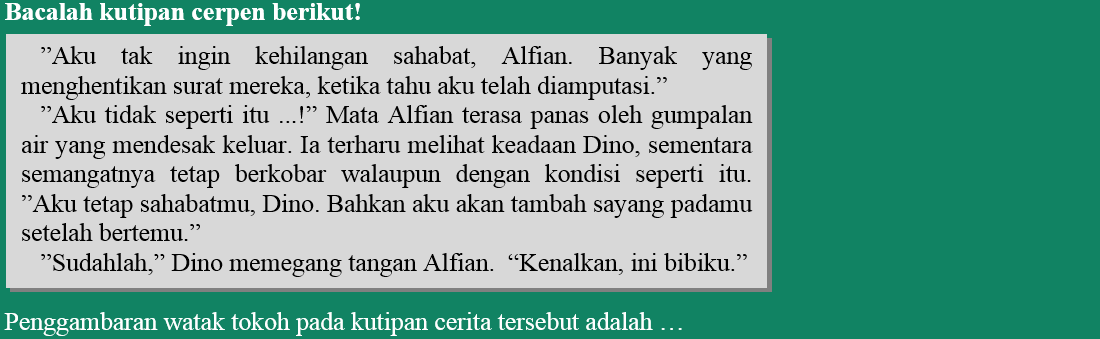 Bacalah kutipan cerpen berikut!
”Aku tak ingin kehilangan sahabat, Alfian. Banyak yang
menghentikan surat mereka, ketika tahu aku telah diamputasi.”
”Aku tidak seperti itu ...!” Mata Alfian terasa panas oleh gumpalan
air yang mendesak keluar. Ia terharu melihat keadaan Dino, sementara
semangatnya tetap berkobar walaupun dengan kondisi seperti itu.
”Aku tetap sahabatmu, Dino. Bahkan aku akan tambah sayang padamu
setelah bertemu.”
”Sudahlah,” Dino memegang tangan Alfian. “Kenalkan, ini bibiku.”
Penggambaran watak tokoh pada kutipan cerita tersebut adalah …